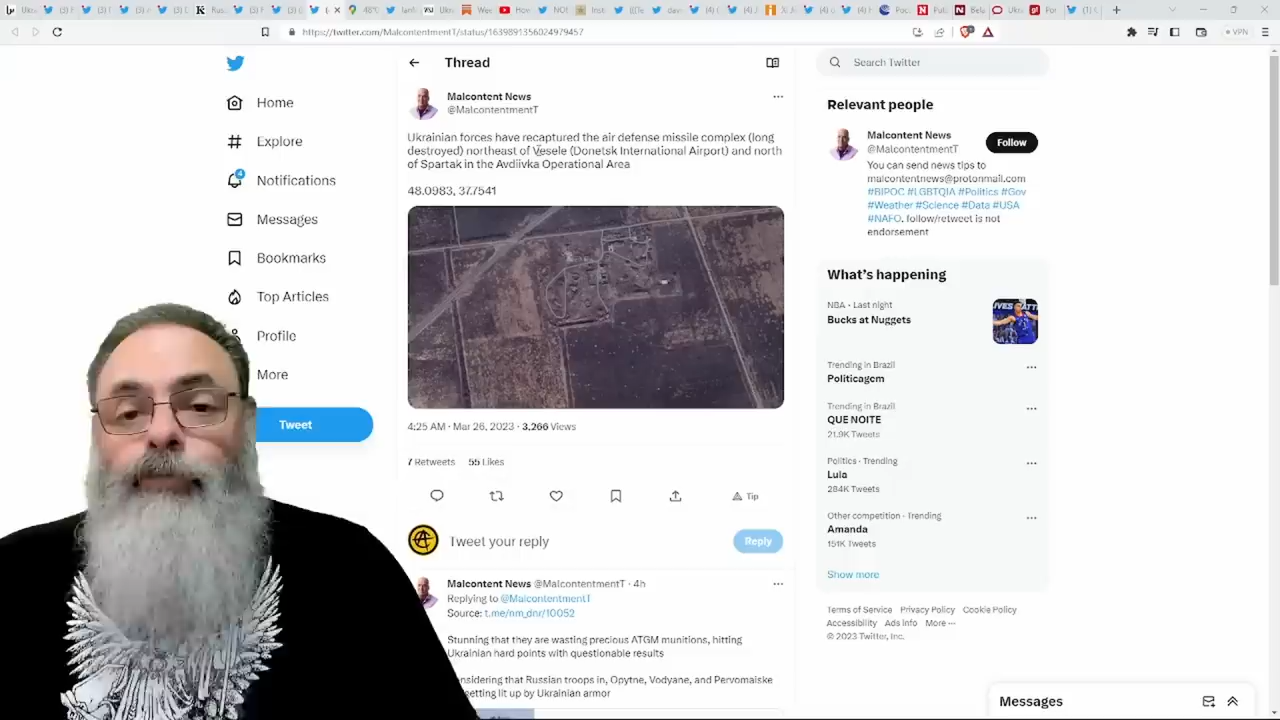 https://twitter.com/MalcontentmentT/status/1639891356024979457
VPN
Home
Explore
4
Notifications
Messages
Bookmarks
Top Articles
Profile
More
Tweet
Thread
Malcontent News
@MalcontentmentT
Ukrainian forces have recaptured the air defense missile complex (long
destroyed) northeast of Vesele (Donetsk International Airport) and north
of Spartak in the Avdiivka Operational Area
48.0983, 37.7541
4:25 AM · Mar 26, 2023 · 3,266 Views
7 Retweets 55 Likes
Tip
Tweet your reply
Reply
Malcontent News @MalcontentmentT · 4h
Replying to @MalcontentmentT
Source: t.me/nm_dnr/10052
Stunning that they are wasting precious ATGM munitions, hitting
Ukrainian hard points with questionable results
Russian troops in, Opytne, Vodyane, and Pervomaiske
getting lit up by Ukrainian armor
Search Twitter
Relevant people
Malcontent News
@MalcontentmentT
Follow
You can send news tips to
malcontentnews@protonmail.com
#BIPOC #LGBTQIA #Politics #Gov
#Weather #Science #Data #USA
#NAFO. follow/retweet is not
endorsement
What's happening
NBA · Last night
Bucks at Nuggets
Trending in Brazil
Politicagem
Trending in Brazil
QUE NOITE
21.9K Tweets
Politics · Trending
Lula
284K Tweets
Other competition · Trending
Amanda
151K Tweets
Show more
Terms of Service Privacy Policy Cookie Policy
Accessibility Ads info More ···
© 2023 Twitter, Inc.
Messages